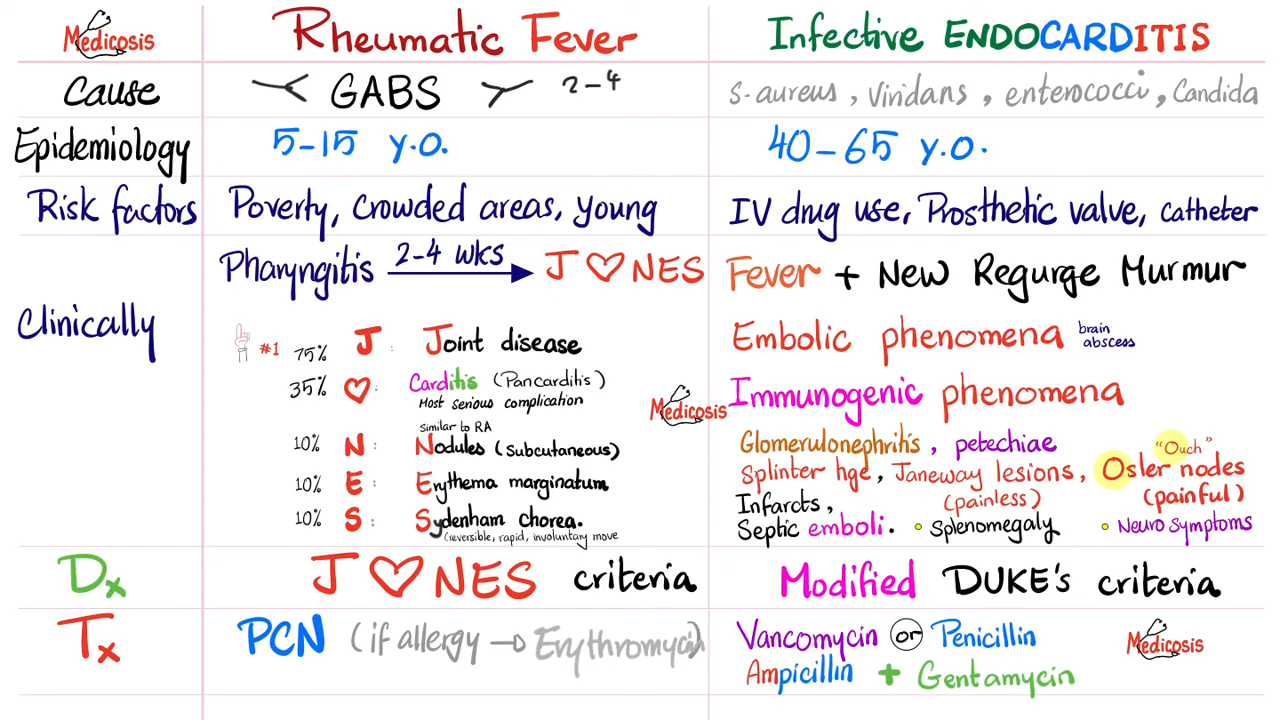 Medicosis
Rheumatic Fever
Infective ENDOCARDITIS
Cause
GABS
2-4
S-aureus, Viridans, enterococci, Candida
Epidemiology
5-15 y.o.
40-65 y.o.
Risk factors
Poverty, Crowded areas, young
IV drug use, Prosthetic valve, Catheter
Clinically
Pharyngitis 2-4 wks J ♡ NES
#1
75% J : Joint disease
35% ♡ : Carditis (Pancarditis)
Most serious complication
Similar to RA
10% N : Nodules (Subcutaneous)
10% E : Erythema marginatum
10% S : Sydenham chorea.
(reversible, rapid, involuntary move
Medicosis
Fever + New Regurge Murmur
Embolic phenomena brain
abscess
Immunogenic phenomena
Glomerulonephritis, petechiae
"Ouch"
Splinter hge, Janeway lesions, Osler nodes
(painless) (painful)
Infarcts,
Septic emboli. • Splenomegaly • Neuro Symptoms
Dx
J ♡ NES criteria
Modified DUKE's criteria
Tx
PCN (if allergy → Erythromycin)
Vancomycin or Penicillin
Ampicillin + Gentamycin
Medicosis